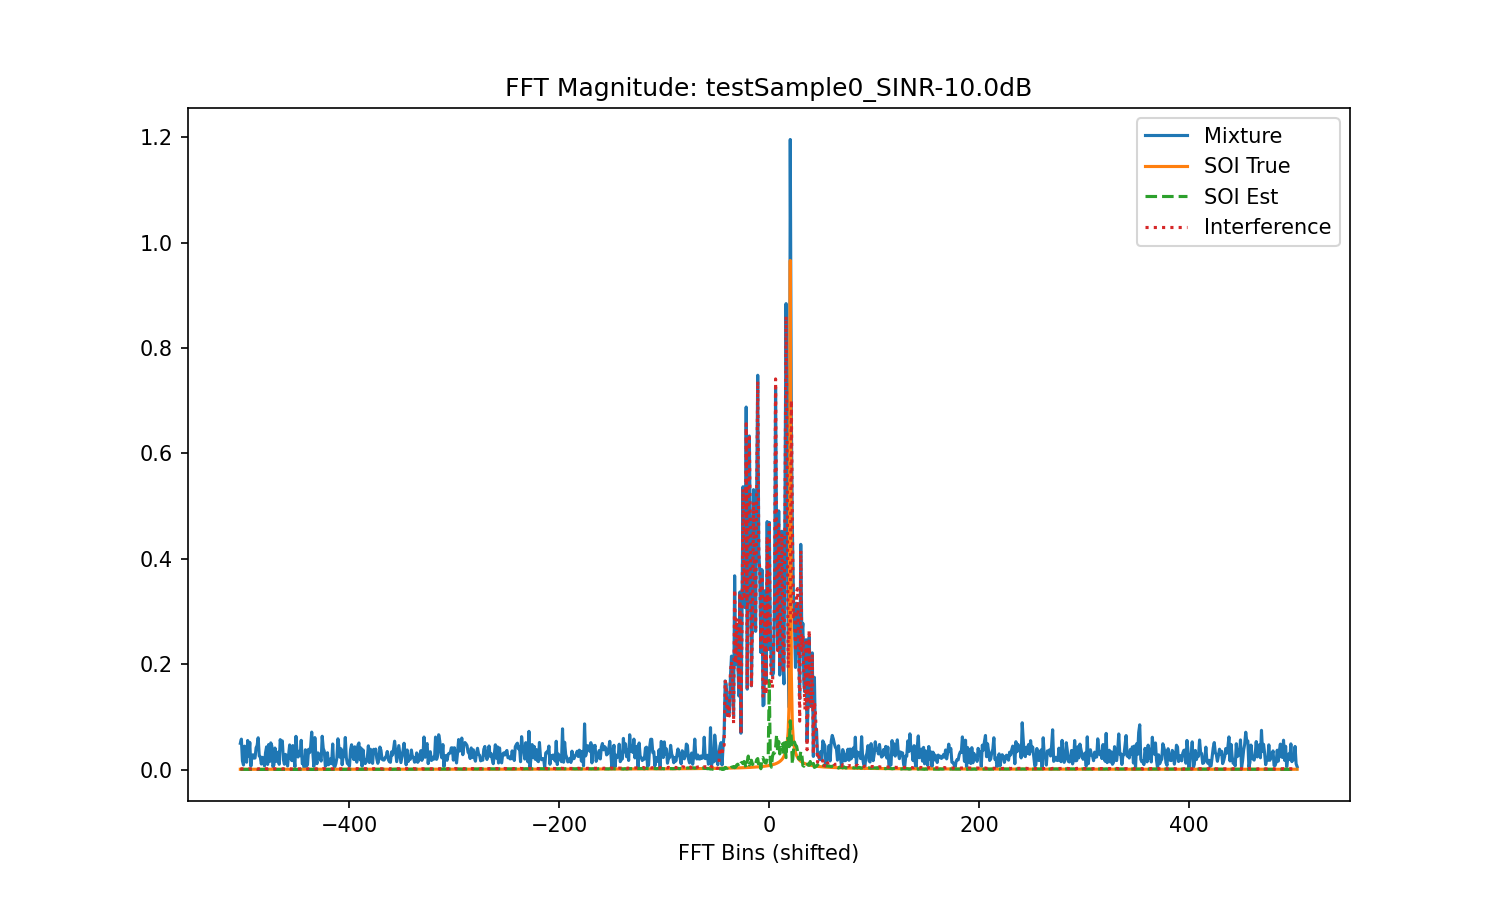 FFT Magnitude: testSample0_SINR-10.0dB
Mixture
SOI True
SOI Est
Interference
1.2
1.0
0.8
0.6
0.4
0.2
0.0
−400 −200 0 200 400
FFT Bins (shifted)